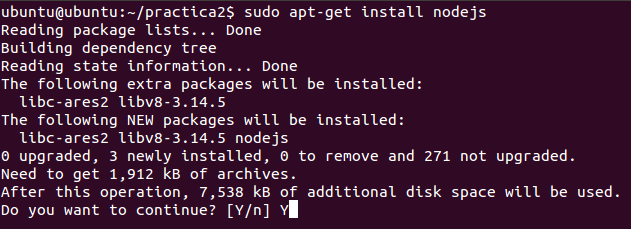 ubuntu@ubuntu:~/practica2$ sudo apt-get install nodejs
Reading package lists... Done
Building dependency tree
Reading state information... Done
The following extra packages will be installed:
  libc-ares2 libv8-3.14.5
The following NEW packages will be installed:
  libc-ares2 libv8-3.14.5 nodejs
0 upgraded, 3 newly installed, 0 to remove and 271 not upgraded.
Need to get 1,912 kB of archives.
After this operation, 7,538 kB of additional disk space will be used.
Do you want to continue? [Y/n] Y